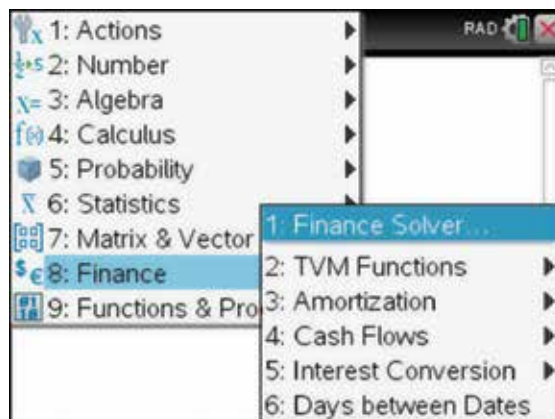 1: Actions
RAD
2: Number
3: Algebra
4: Calculus
5: Probability
6: Statistics
7: Matrix & Vector
8: Finance
9: Functions & Pro
1: Finance Solver...
2: TVM Functions
3: Amortization
4: Cash Flows
5: Interest Conversion
6: Days between Dates